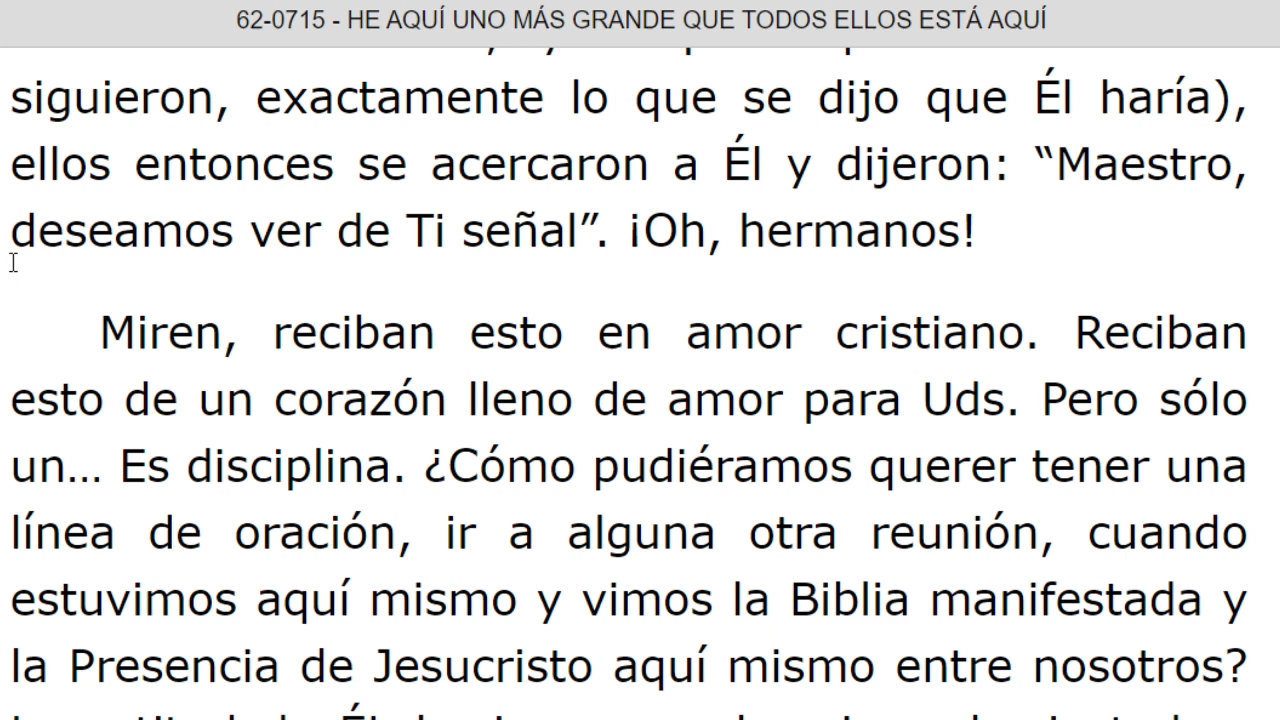 62-0715 - HE AQUÍ UNO MÁS GRANDE QUE TODOS ELLOS ESTÁ AQUÍ
siguieron, exactamente lo que se dijo que Él haría),
ellos entonces se acercaron a Él y dijeron: “Maestro,
deseamos ver de Ti señal”. ¡Oh, hermanos!
Miren, reciban esto en amor cristiano. Reciban
esto de un corazón lleno de amor para Uds. Pero sólo
un... Es disciplina. ¿Cómo pudiéramos querer tener una
línea de oración, ir a alguna otra reunión, cuando
estuvimos aquí mismo y vimos la Biblia manifestada y
la Presencia de Jesucristo aquí mismo entre nosotros?